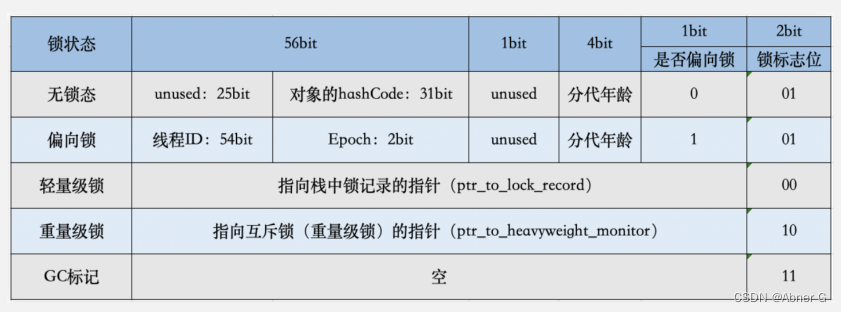 锁状态 56bit 1bit 4bit 1bit 2bit
是否偏向锁 锁标志位
无锁态 unused：25bit 对象的hashCode：31bit unused 分代年龄 0 01
偏向锁 线程ID：54bit Epoch：2bit unused 分代年龄 1 01
轻量级锁 指向栈中锁记录的指针（ptr_to_lock_record） 00
重量级锁 指向互斥锁（重量级锁）的指针（ptr_to_heavyweight_monitor） 10
GC标记 空 11
CSDN @Abner G